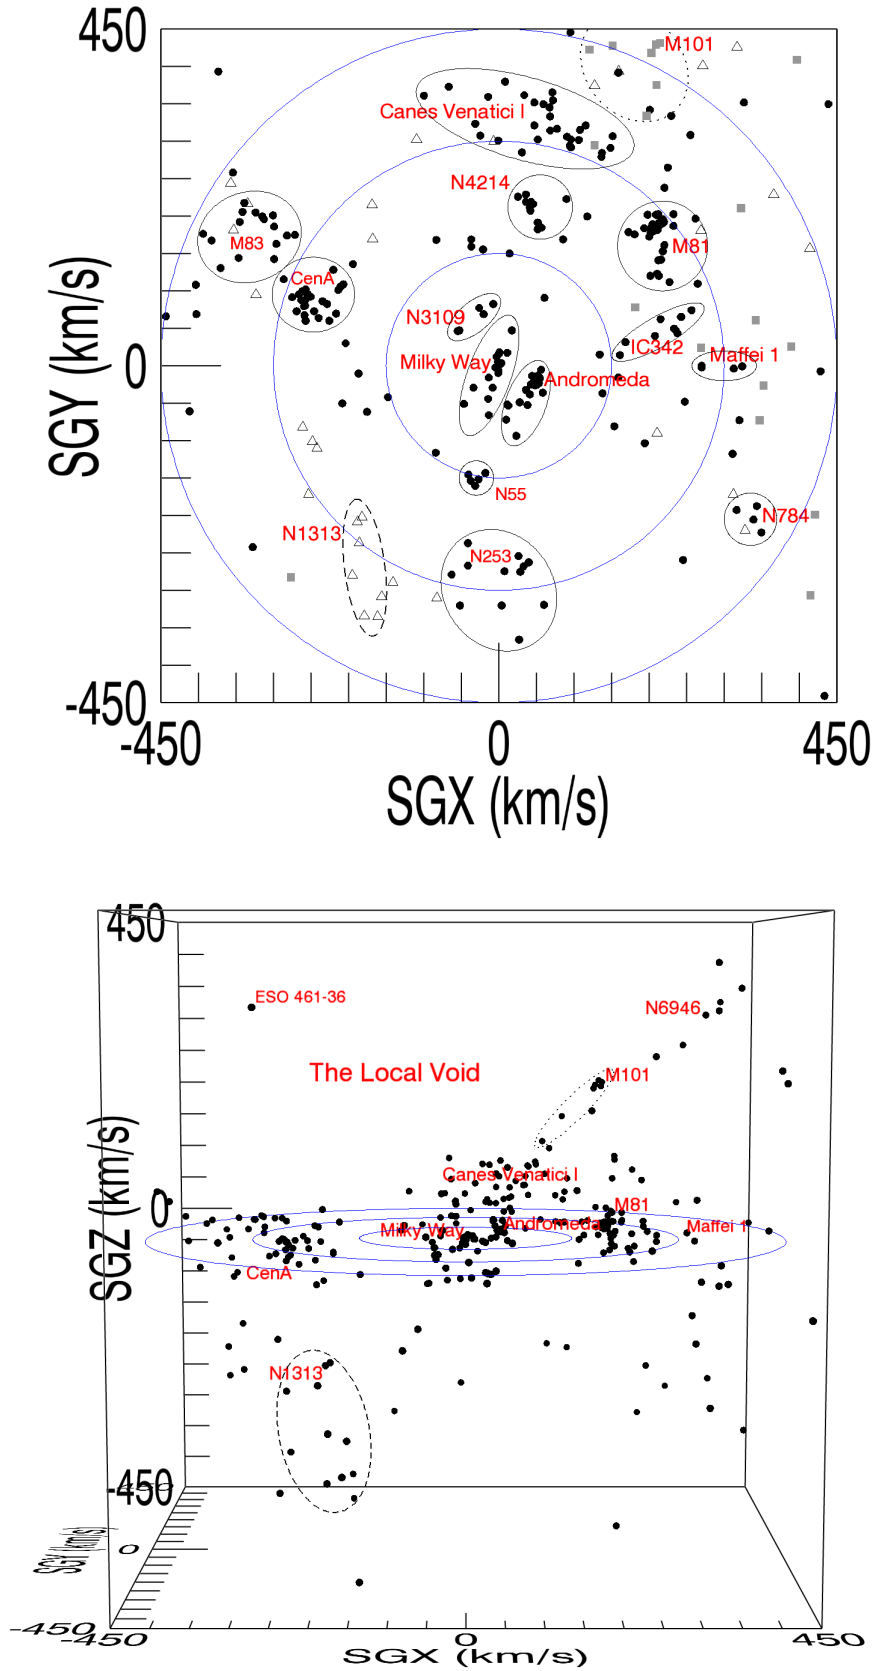 450
M101
Canes Venatici I
N4214
M83
M81
CenA
N3109
IC342
Milky Way
Maffei 1
0
Andromeda
SGY (km/s)
N55
N784
N1313
N253
-450
-450
0
450
SGX (km/s)
450
ESO 461-36
N6946
The Local Void
M101
Canes Venatici I
M81
0
Andromeda
Maffei 1
Milky Way
SGZ (km/s)
CenA
N1313
-450
450
SGY (km/s)
0
-450
-450
0
450
SGX (km/s)